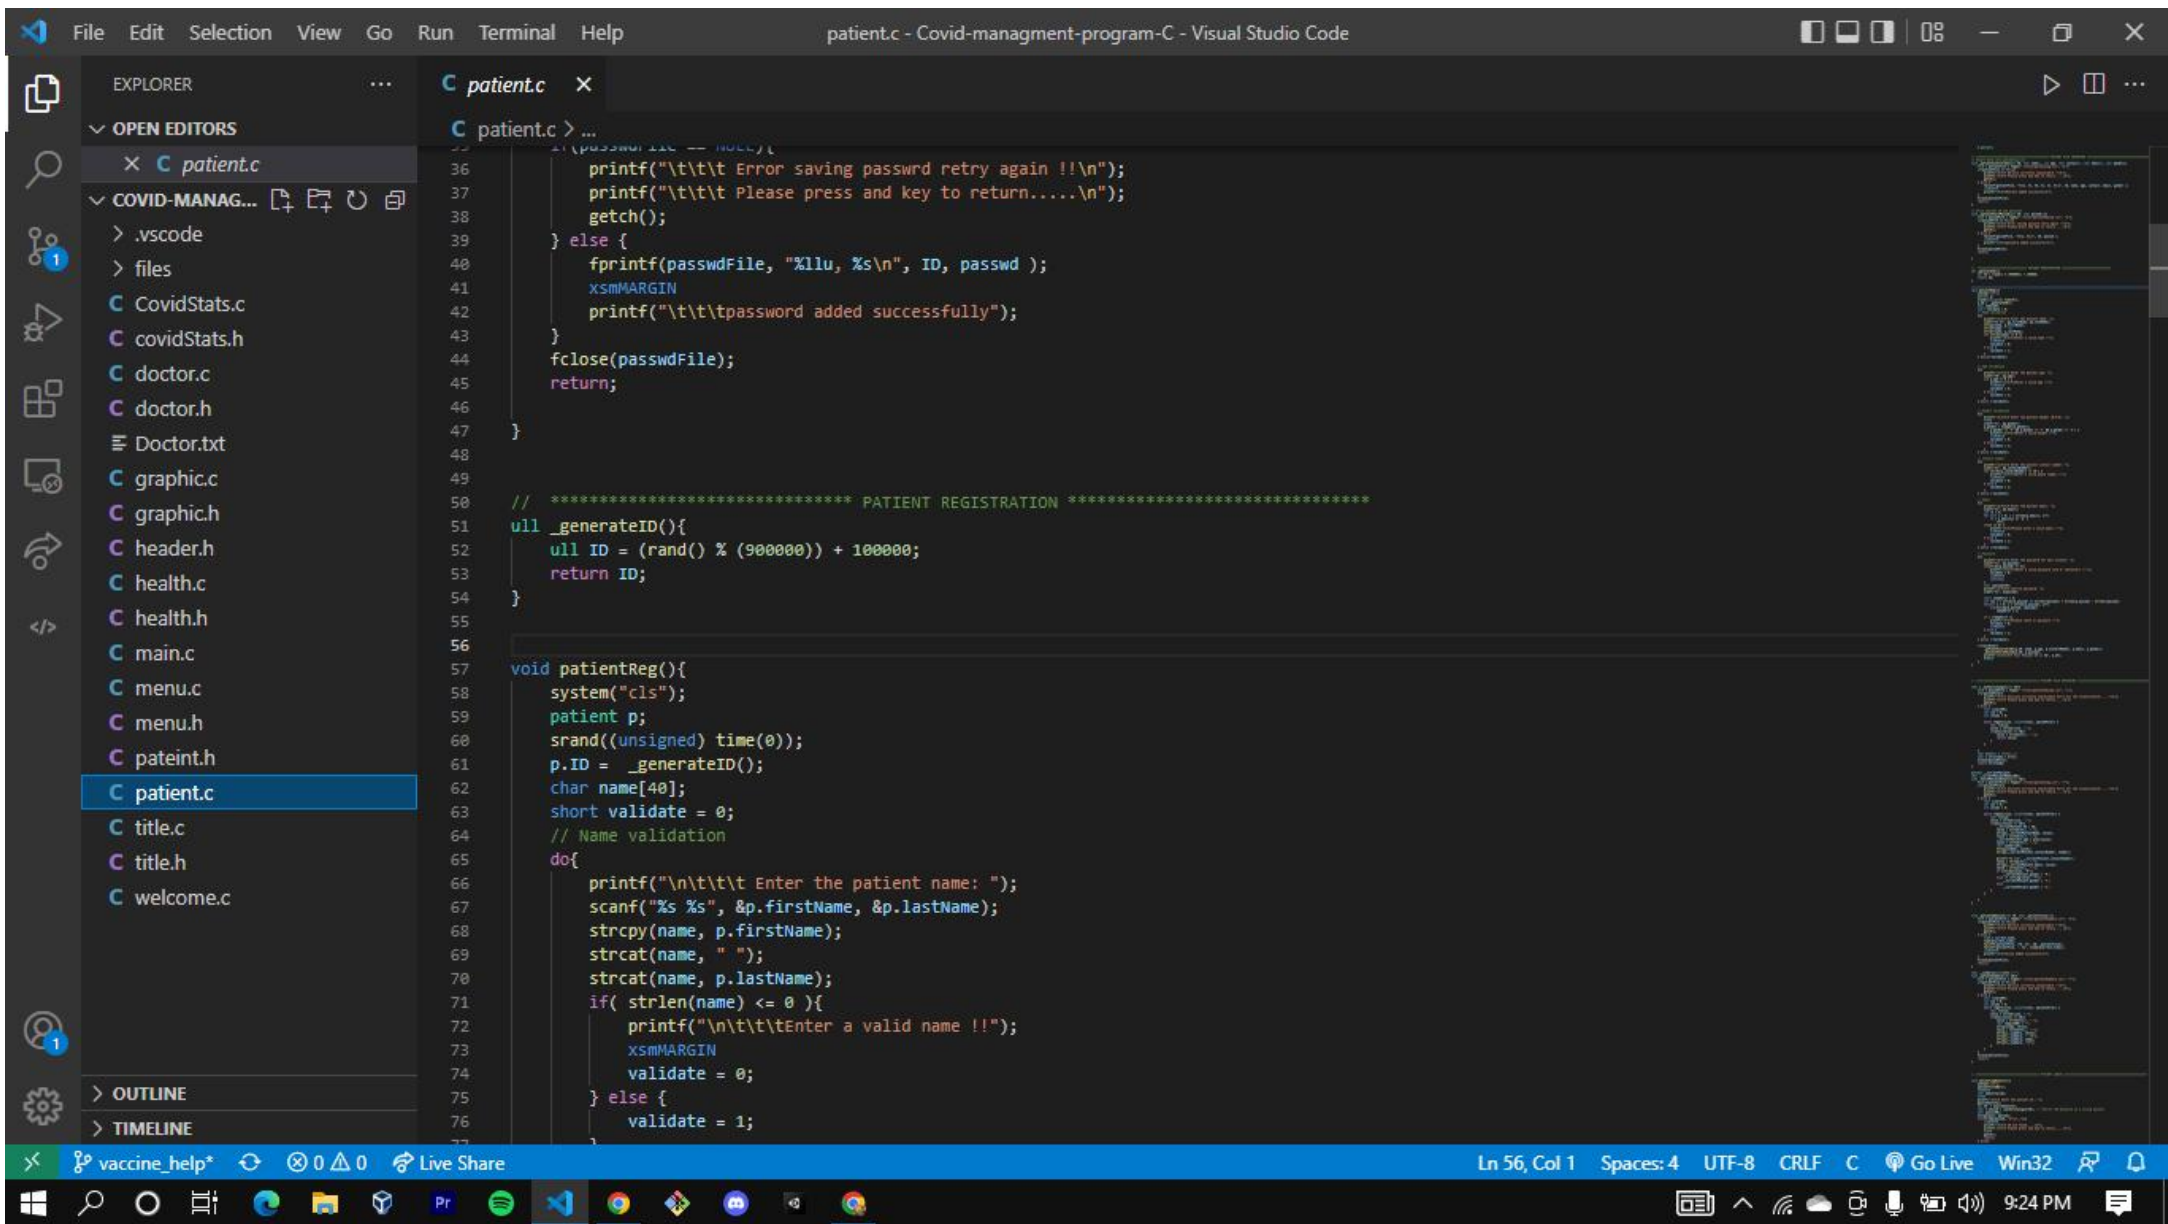 File Edit Selection View Go Run Terminal Help
patient.c - Covid-managment-program-C - Visual Studio Code
EXPLORER
OPEN EDITORS
patient.c
COVID-MANAG...
.vscode
files
C CovidStats.c
C covidStats.h
C doctor.c
C doctor.h
Doctor.txt
C graphic.c
C graphic.h
C header.h
C health.c
C health.h
C main.c
C menu.c
C menu.h
C pateint.h
C patient.c
C title.c
C title.h
C welcome.c
OUTLINE
TIMELINE
C patient.c
C patient.c > ...
36 printf("\t\t\t Error saving passwrd retry again !!\n");
37 printf("\t\t\t Please press and key to return.....\n");
38 getch();
39 } else {
40 fprintf(passwdFile, "%llu, %s\n", ID, passwd );
41 xsmMARGIN
42 printf("\t\t\tpassword added successfully");
43 }
44 fclose(passwdFile);
45 return;
46
47 }
48
49
50 // ******************************* PATIENT REGISTRATION *******************************
51 ull _generateID(){
52 ull ID = (rand() % (900000)) + 100000;
53 return ID;
54 }
55
56
57 void patientReg(){
58 system("cls");
59 patient p;
60 srand((unsigned) time(0));
61 p.ID =  _generateID();
62 char name[40];
63 short validate = 0;
64 // Name validation
65 do{
66 printf("\n\t\t\t Enter the patient name: ");
67 scanf("%s %s", &p.firstName, &p.lastName);
68 strcpy(name, p.firstName);
69 strcat(name, " ");
70 strcat(name, p.lastName);
71 if( strlen(name) <= 0 ){
72 printf("\n\t\t\tEnter a valid name !!");
73 xsmMARGIN
74 validate = 0;
75 } else {
76 validate = 1;
vaccine_help* 0 0 Live Share
Ln 56, Col 1 Spaces: 4 UTF-8 CRLF C Go Live Win32
Pr
9:24 PM